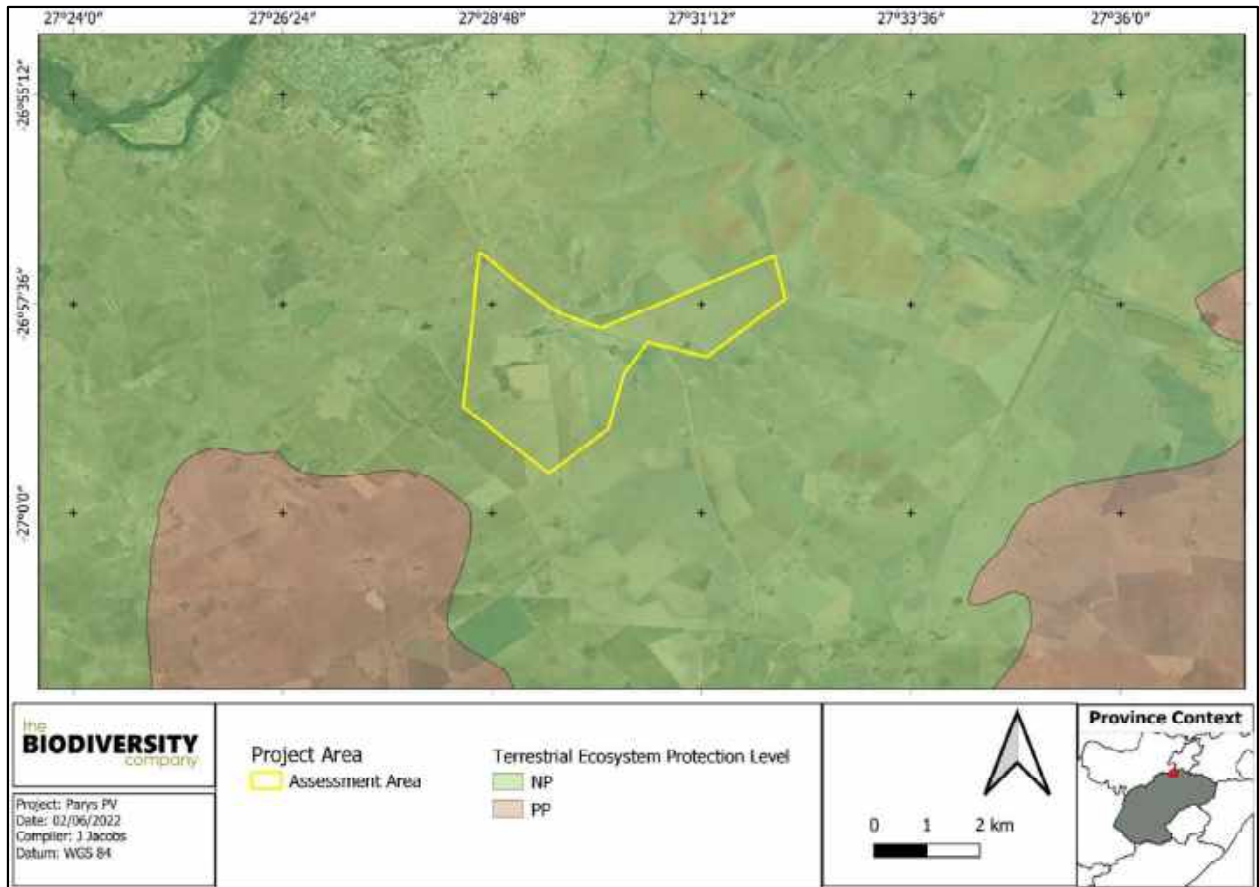 27°24'0" 27°26'24" 27°28'48" 27°31'12" 27°33'36" 27°36'0"
-26°55'12"
-26°57'36"
-27°0'0"
the
BIODIVERSITY
company
Project: Parys PV
Date: 02/06/2022
Compiler: J Jacobs
Datum: WGS 84
Project Area
Assessment Area
Terrestrial Ecosystem Protection Level
NP
PP
0 1 2 km
Province Context